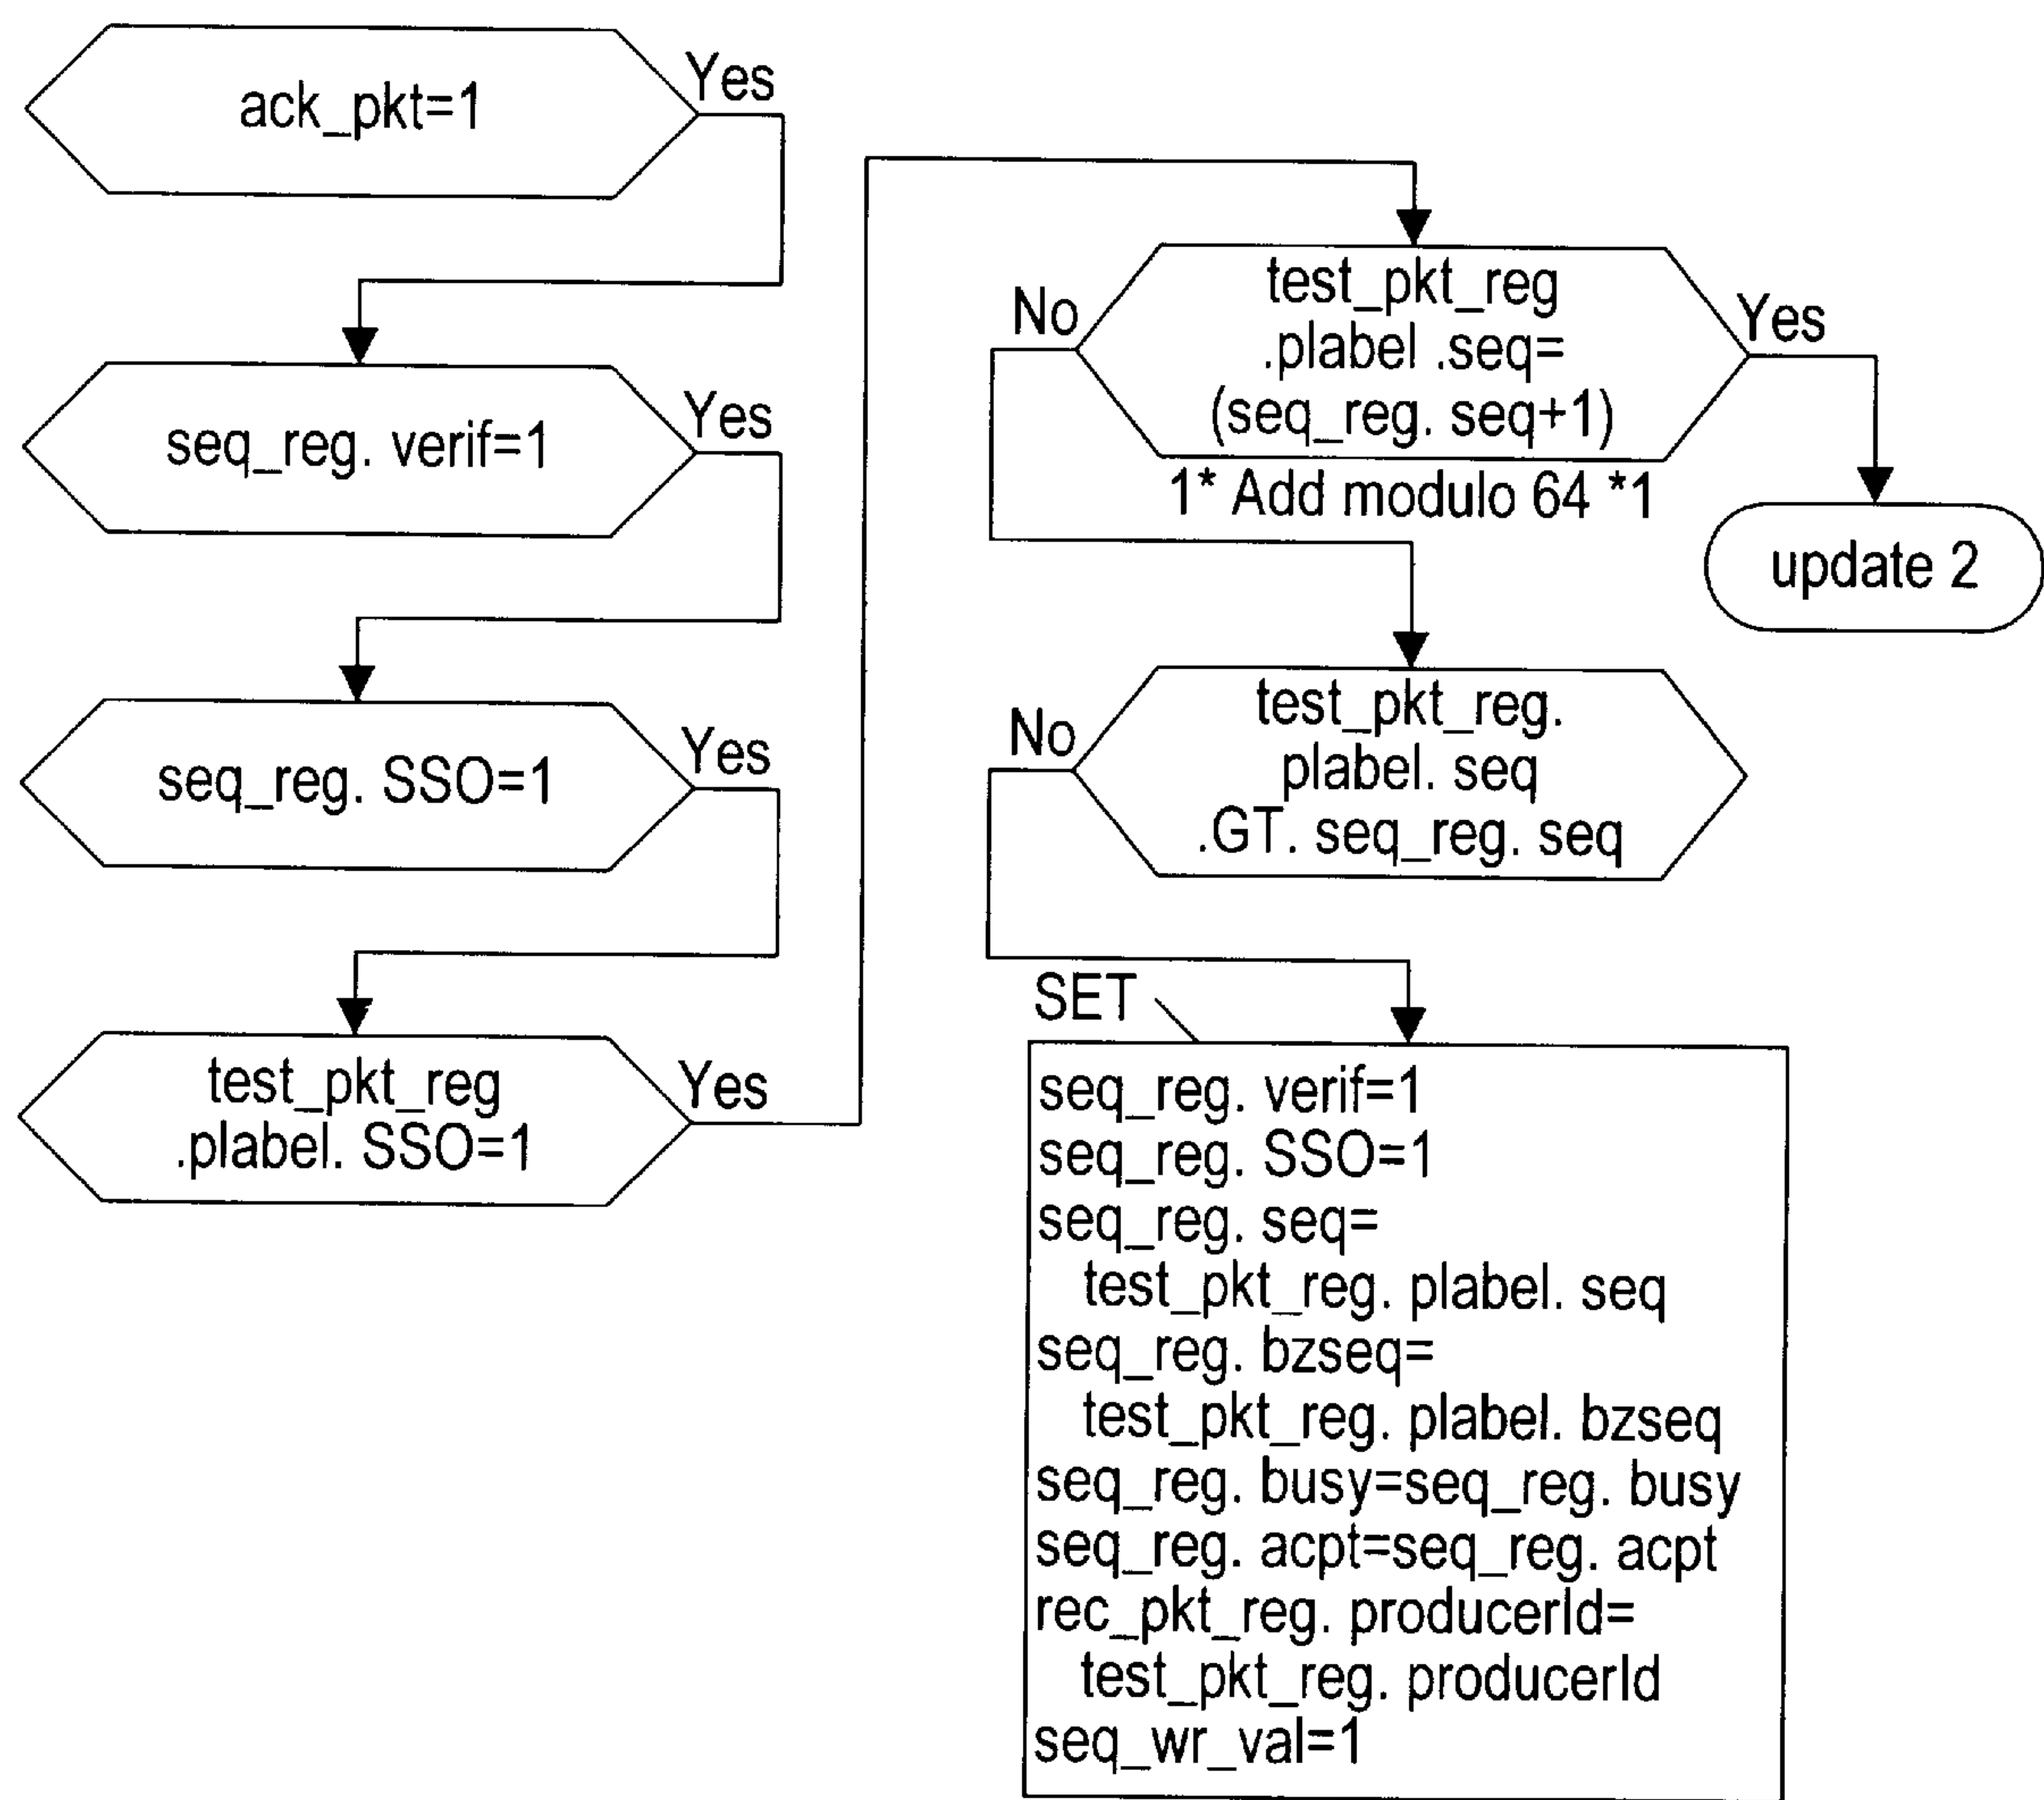 ack_pkt=1
Yes
seq_reg. verif=1
Yes
seq_reg. SSO=1
Yes
test_pkt_reg
.plabel. SSO=1
Yes
test_pkt_reg
.plabel .seq=
(seq_reg. seq+1)
No
Yes
1* Add modulo 64 *1
update 2
test_pkt_reg.
plabel. seq
.GT. seq_reg. seq
No
SET
seq_reg. verif=1
seq_reg. SSO=1
seq_reg. seq=
test_pkt_reg. plabel. seq
seq_reg. bzseq=
test_pkt_reg. plabel. bzseq
seq_reg. busy=seq_reg. busy
seq_reg. acpt=seq_reg. acpt
rec_pkt_reg. producerId=
test_pkt_reg. producerId
seq_wr_val=1